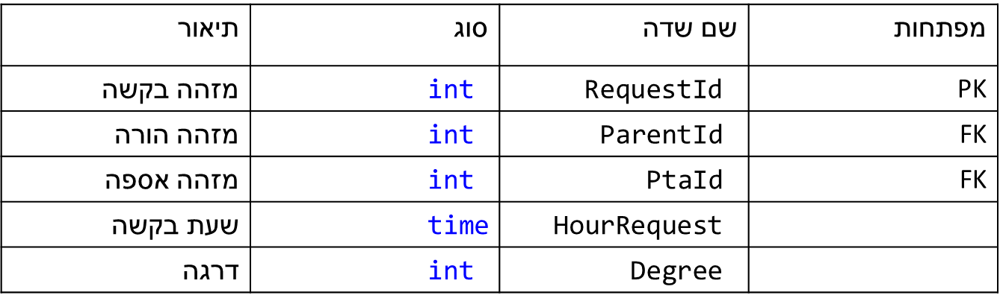 מפתחות שם שדה סוג תיאור
PK RequestId int מזהה בקשה
FK ParentId int מזהה הורה
FK PtaId int מזהה אספה
HourRequest time שעת בקשה
Degree int דרגה